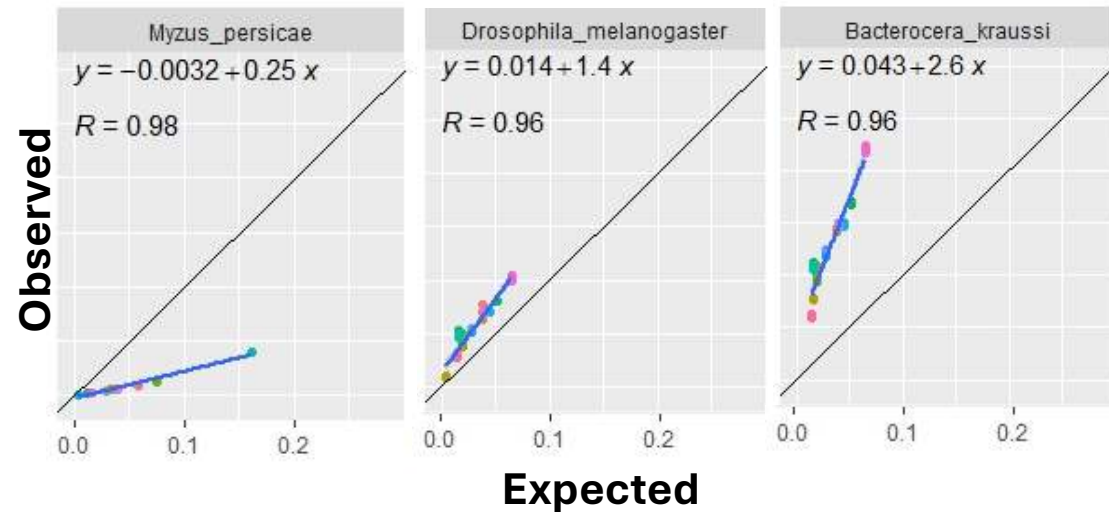 Myzus_persicae
y = −0.0032 + 0.25 x
R = 0.98
Drosophila_melanogaster
y = 0.014 + 1.4 x
R = 0.96
Bacterocera_kraussi
y = 0.043 + 2.6 x
R = 0.96
Observed
0.0 0.1 0.2
0.0 0.1 0.2
0.0 0.1 0.2
Expected